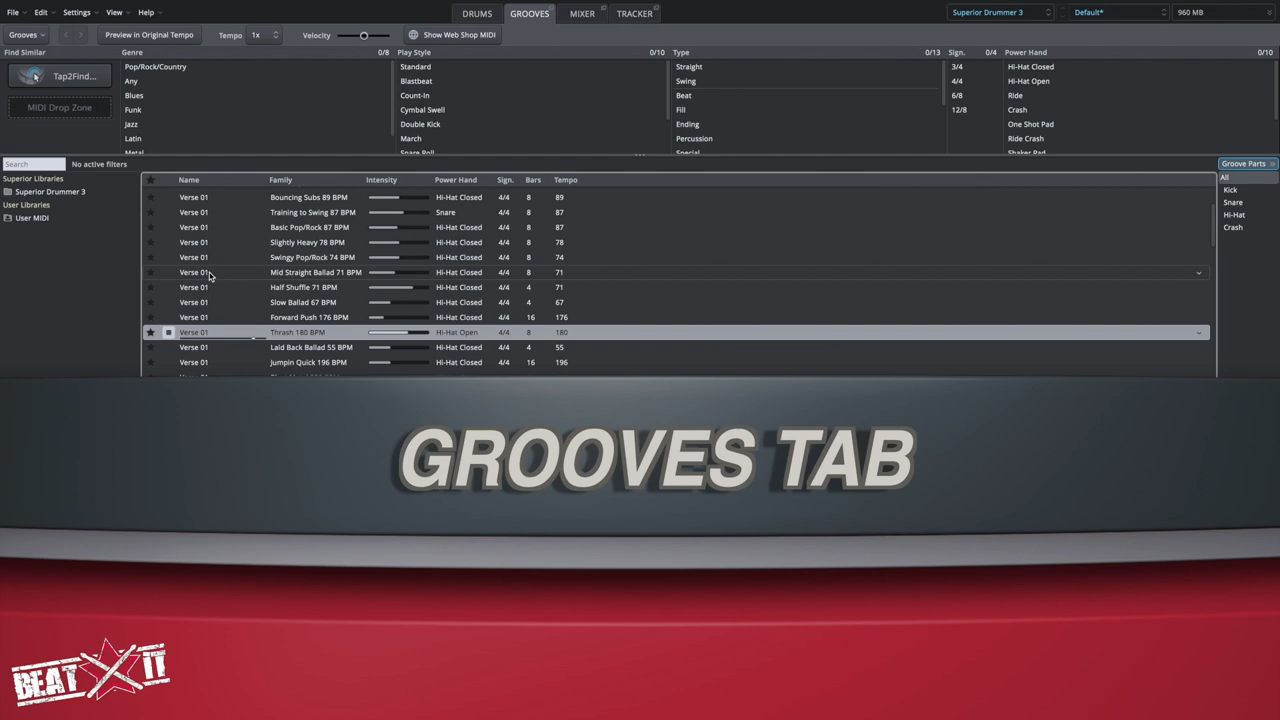 File Edit Settings View Help DRUMS GROOVES MIXER TRACKER Superior Drummer 3 Default* 960 MB
Grooves Preview in Original Tempo Tempo 1x Velocity Show Web Shop MIDI
Find Similar Genre 0/8 Play Style 0/10 Type 0/13 Sign. 0/4 Power Hand 0/10
Tap2Find...
MIDI Drop Zone
Pop/Rock/Country Standard Straight 3/4 Hi-Hat Closed
Any Blastbeat Swing 4/4 Hi-Hat Open
Blues Count-In Beat 6/8 Ride
Funk Cymbal Swell Fill 12/8 Crash
Jazz Double Kick Ending One Shot Pad
Latin March Percussion Ride Crash
Metal Snare Roll Special Shaker Pad
Search No active filters Groove Parts
Superior Libraries
Superior Drummer 3
User Libraries
User MIDI
Name Family Intensity Power Hand Sign. Bars Tempo
Verse 01 Bouncing Subs 89 BPM Hi-Hat Closed 4/4 8 89
Verse 01 Training to Swing 87 BPM Snare 4/4 8 87
Verse 01 Basic Pop/Rock 87 BPM Hi-Hat Closed 4/4 8 87
Verse 01 Slightly Heavy 78 BPM Hi-Hat Closed 4/4 8 78
Verse 01 Swingy Pop/Rock 74 BPM Hi-Hat Closed 4/4 8 74
Verse 01 Mid Straight Ballad 71 BPM Hi-Hat Closed 4/4 8 71
Verse 01 Half Shuffle 71 BPM Hi-Hat Closed 4/4 4 71
Verse 01 Slow Ballad 67 BPM Hi-Hat Closed 4/4 4 67
Verse 01 Forward Push 176 BPM Hi-Hat Closed 4/4 16 176
Verse 01 Thrash 180 BPM Hi-Hat Open 4/4 8 180
Verse 01 Laid Back Ballad 55 BPM Hi-Hat Closed 4/4 4 55
Verse 01 Jumpin Quick 196 BPM Hi-Hat Closed 4/4 16 196
All
Kick
Snare
Hi-Hat
Crash
GROOVES TAB
BEAT IT